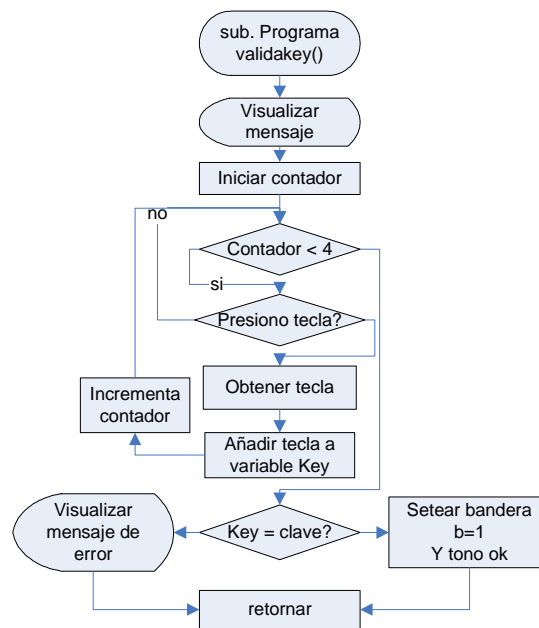 sub. Programa
validakey()
Visualizar
mensaje
Iniciar contador
no
Contador < 4
si
Presiono tecla?
Obtener tecla
Incrementa
contador
Añadir tecla a
variable Key
Visualizar
mensaje de
error
Key = clave?
Setear bandera
b=1
Y tono ok
retornar